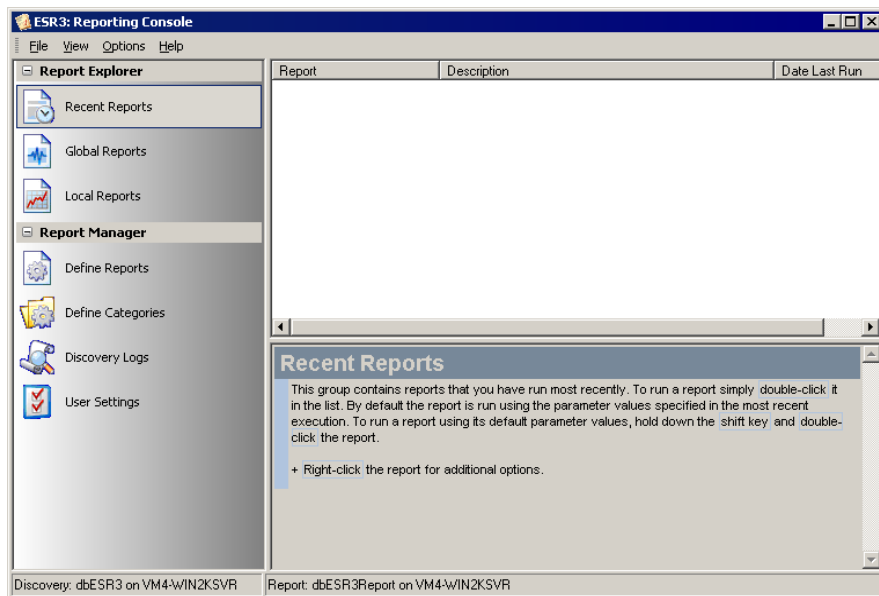 ESR3: Reporting Console
File View Options Help
Report Explorer
Recent Reports
Global Reports
Local Reports
Report Manager
Define Reports
Define Categories
Discovery Logs
User Settings
Report Description Date Last Run
Recent Reports
This group contains reports that you have run most recently. To run a report simply double-click it
in the list. By default the report is run using the parameter values specified in the most recent
execution. To run a report using its default parameter values, hold down the shift key and double-
click the report.
+ Right-click the report for additional options.
Discovery: dbESR3 on VM4-WIN2KSVR Report: dbESR3Report on VM4-WIN2KSVR